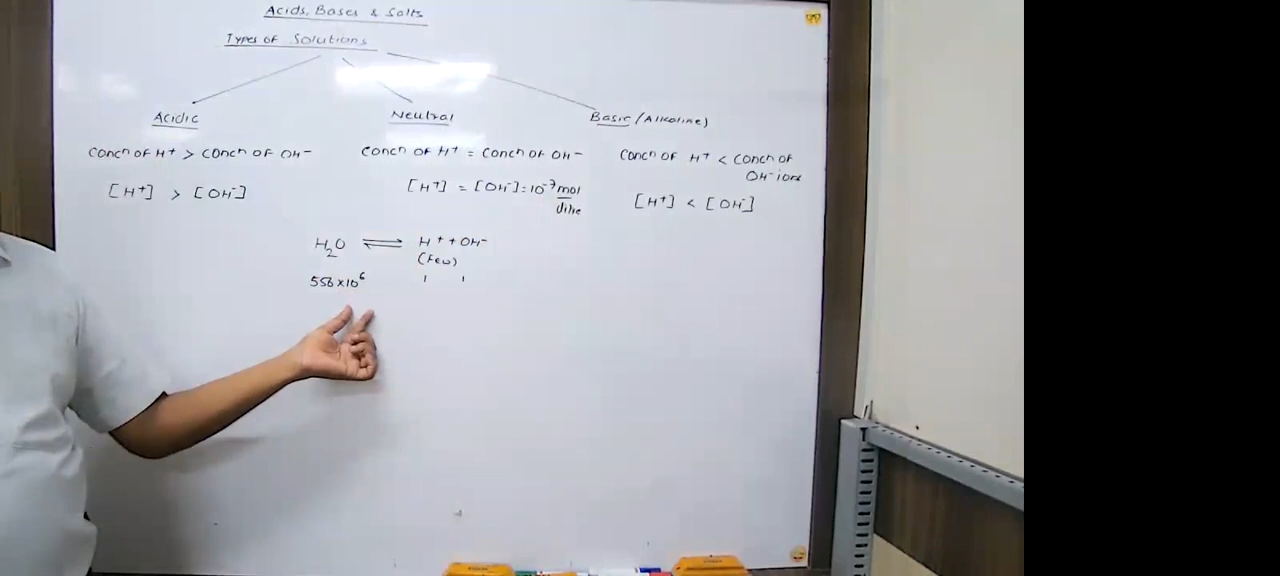 Acids, Bases & Salts
Types of Solutions
Acidic
Neutral
Basic (Alkaline)
Concn of H+ > Concn of OH-
Concn of H+ = Concn of OH-
Concn of H+ < Concn of
OH- ions
[H+] > [OH-]
[H+] = [OH-] = 10-7 mol
[H+] < [OH-]
H2O ⇌ H+ + OH-
(Few)
556×10^6 1 1